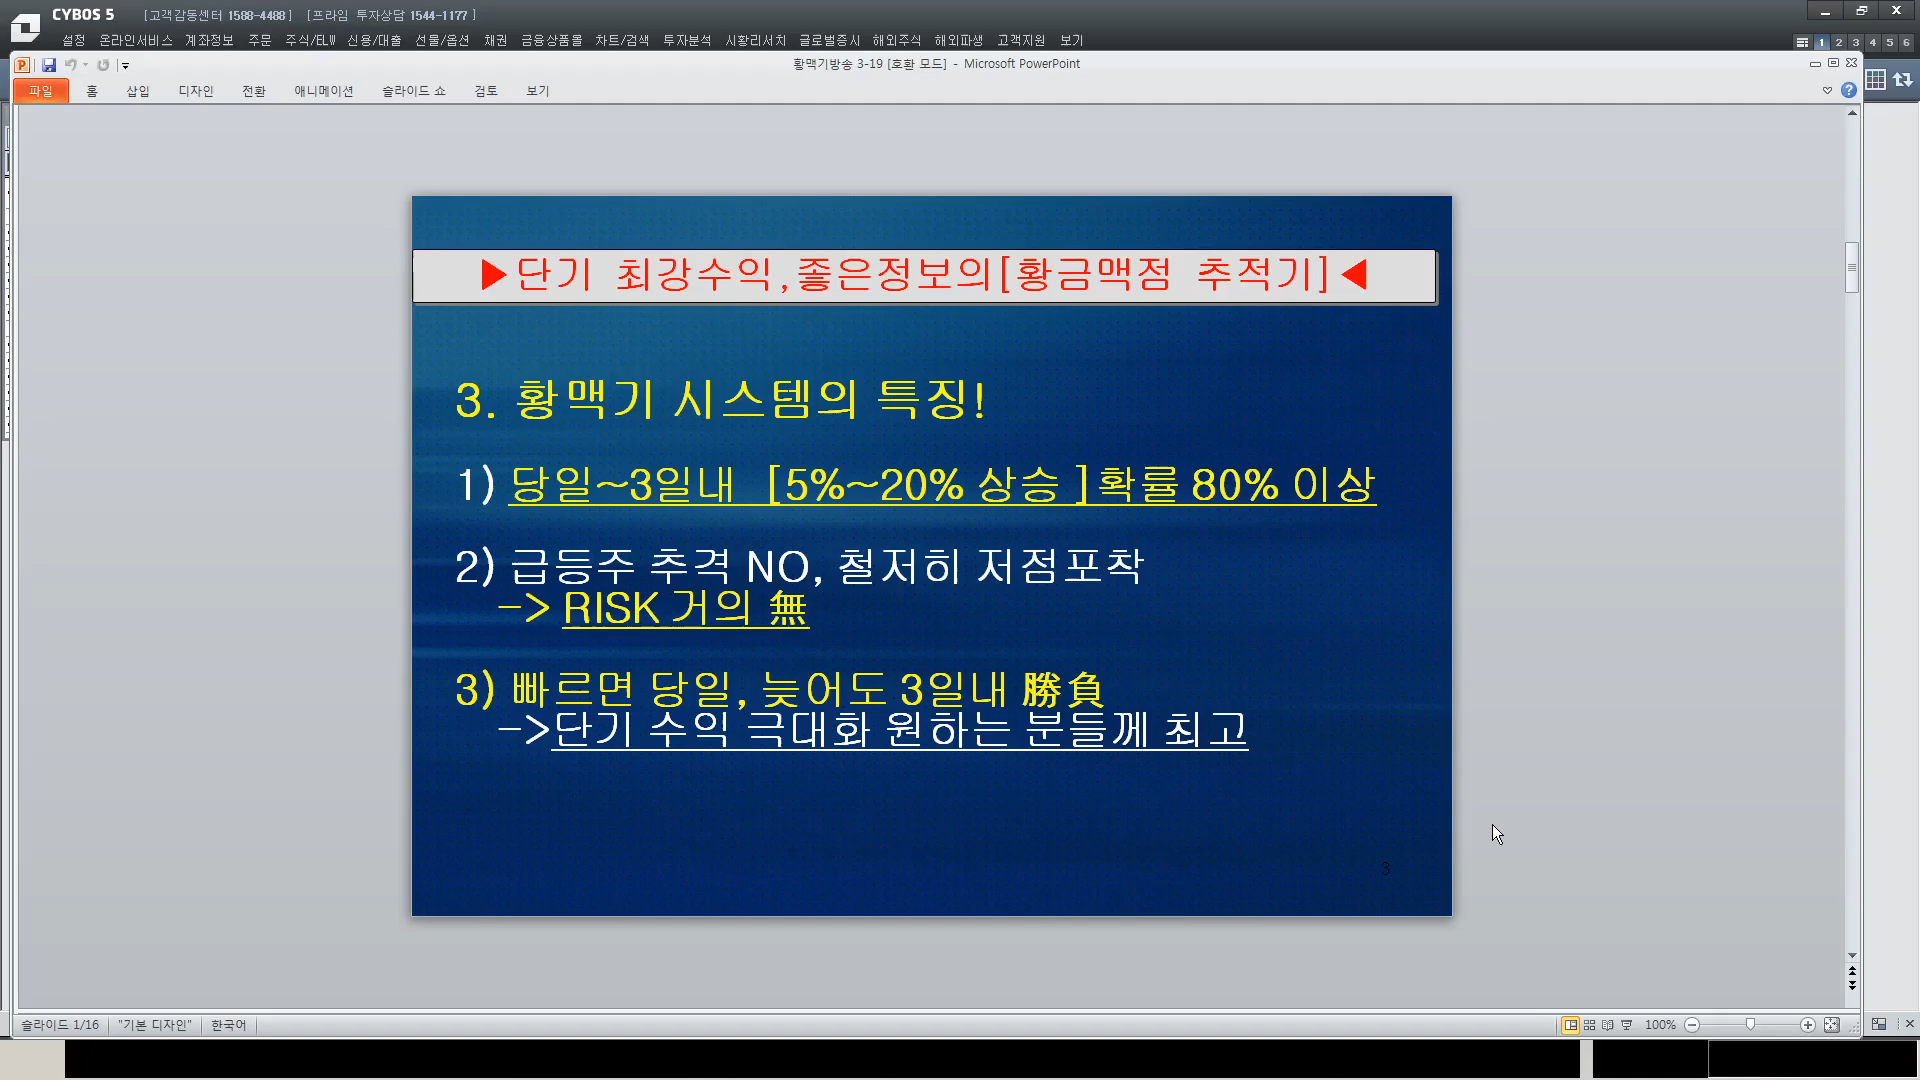 CYBOS 5 [고객감동센터 1588-4488] [프라임 투자상담 1544-1177]
설정 온라인서비스 계좌정보 주문 주식/ELW 신용/대출 선물/옵션 채권 금융상품몰 차트/검색 투자분석 시황리서치 글로벌증시 해외주식 해외파생 고객지원 보기
1 2 3 4 5 6
황맥기방송 3-19 [호환 모드] - Microsoft PowerPoint
파일 홈 삽입 디자인 전환 애니메이션 슬라이드 쇼 검토 보기
▶단기 최강수익,좋은정보의[황금맥점 추적기]◀
3. 황맥기 시스템의 특징!
1) 당일~3일내 [5%~20% 상승 ]확률 80% 이상
2) 급등주 추격 NO, 철저히 저점포착
-> RISK 거의 無
3) 빠르면 당일, 늦어도 3일내 勝負
->단기 수익 극대화 원하는 분들께 최고
3
슬라이드 1/16 "기본 디자인" 한국어 100%